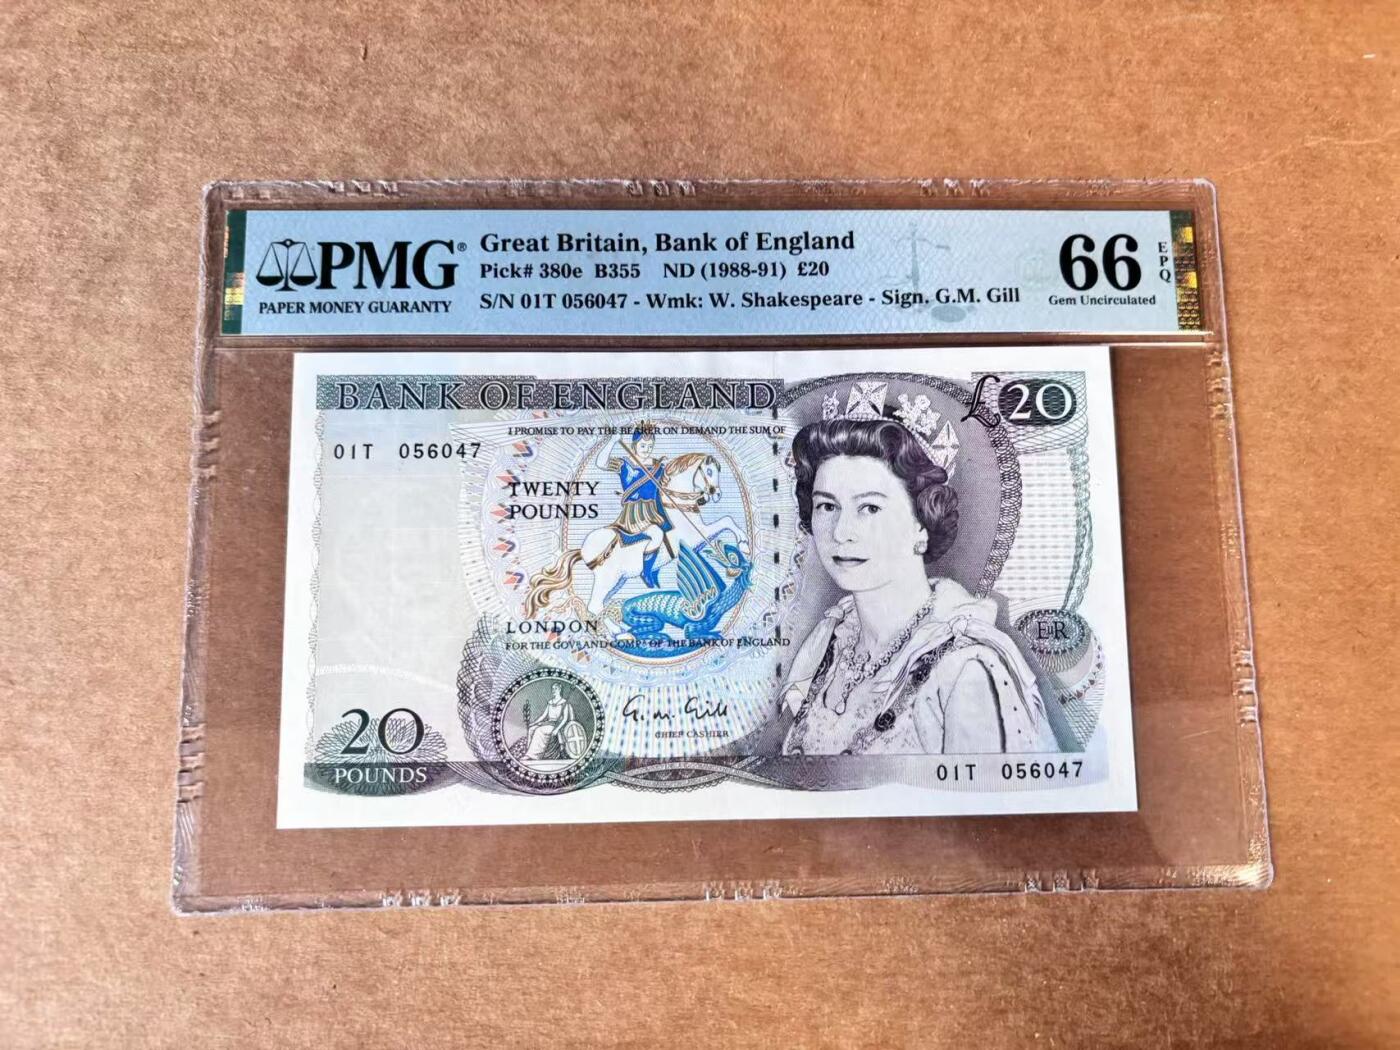 PMG®
PAPER MONEY GUARANTY
Great Britain, Bank of England
Pick# 380e B355 ND (1988-91) £20
S/N 01T 056047 - Wmk: W. Shakespeare - Sign. G.M. Gill
66
EPQ
Gem Uncirculated
BANK OF ENGLAND
£20
I PROMISE TO PAY THE BEARER ON DEMAND THE SUM OF
01T 056047
TWENTY
POUNDS
LONDON
FOR THE GOVR AND COMPA OF THE BANK OF ENGLAND
ER
G. M. Gill
CHIEF CASHIER
20
POUNDS
01T 056047